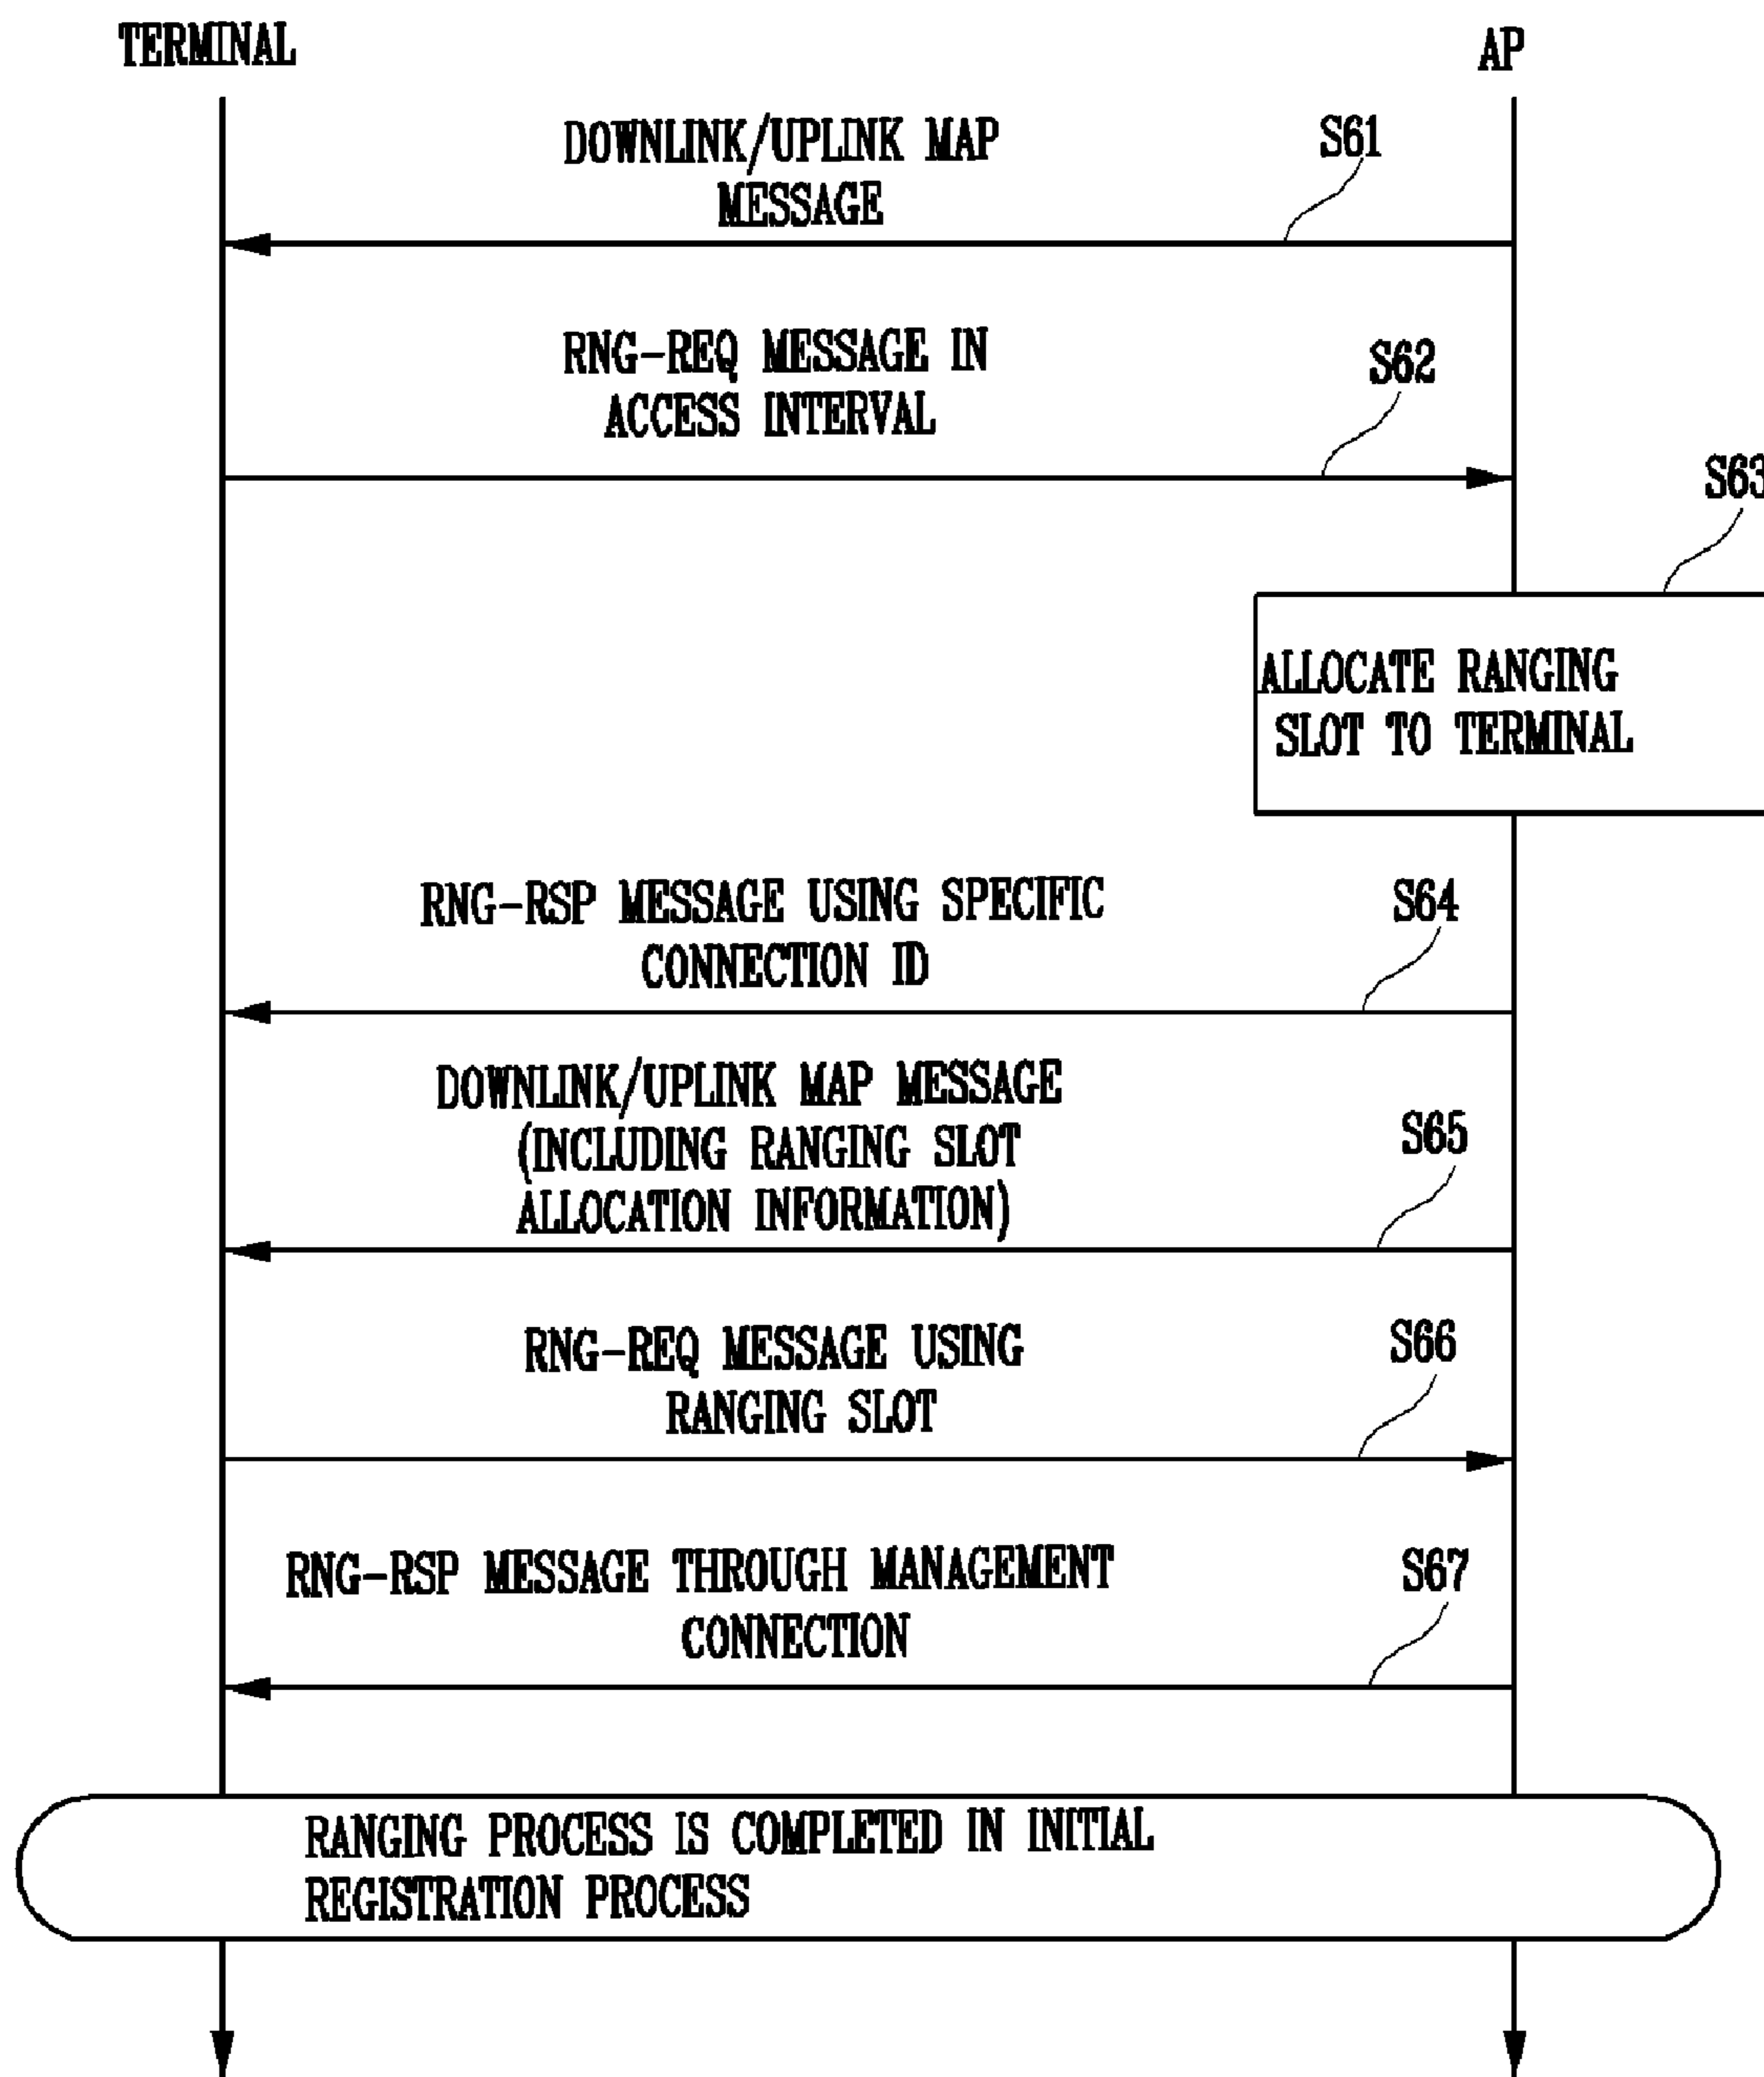 TERMINAL
AP
DOWNLINK/UPLINK MAP
MESSAGE
S61
RNG-REQ MESSAGE IN
ACCESS INTERVAL
S62
S63
ALLOCATE RANGING
SLOT TO TERMINAL
RNG-RSP MESSAGE USING SPECIFIC
CONNECTION ID
S64
DOWNLINK/UPLINK MAP MESSAGE
(INCLUDING RANGING SLOT
ALLOCATION INFORMATION)
S65
RNG-REQ MESSAGE USING
RANGING SLOT
S66
RNG-RSP MESSAGE THROUGH MANAGEMENT
CONNECTION
S67
RANGING PROCESS IS COMPLETED IN INITIAL
REGISTRATION PROCESS